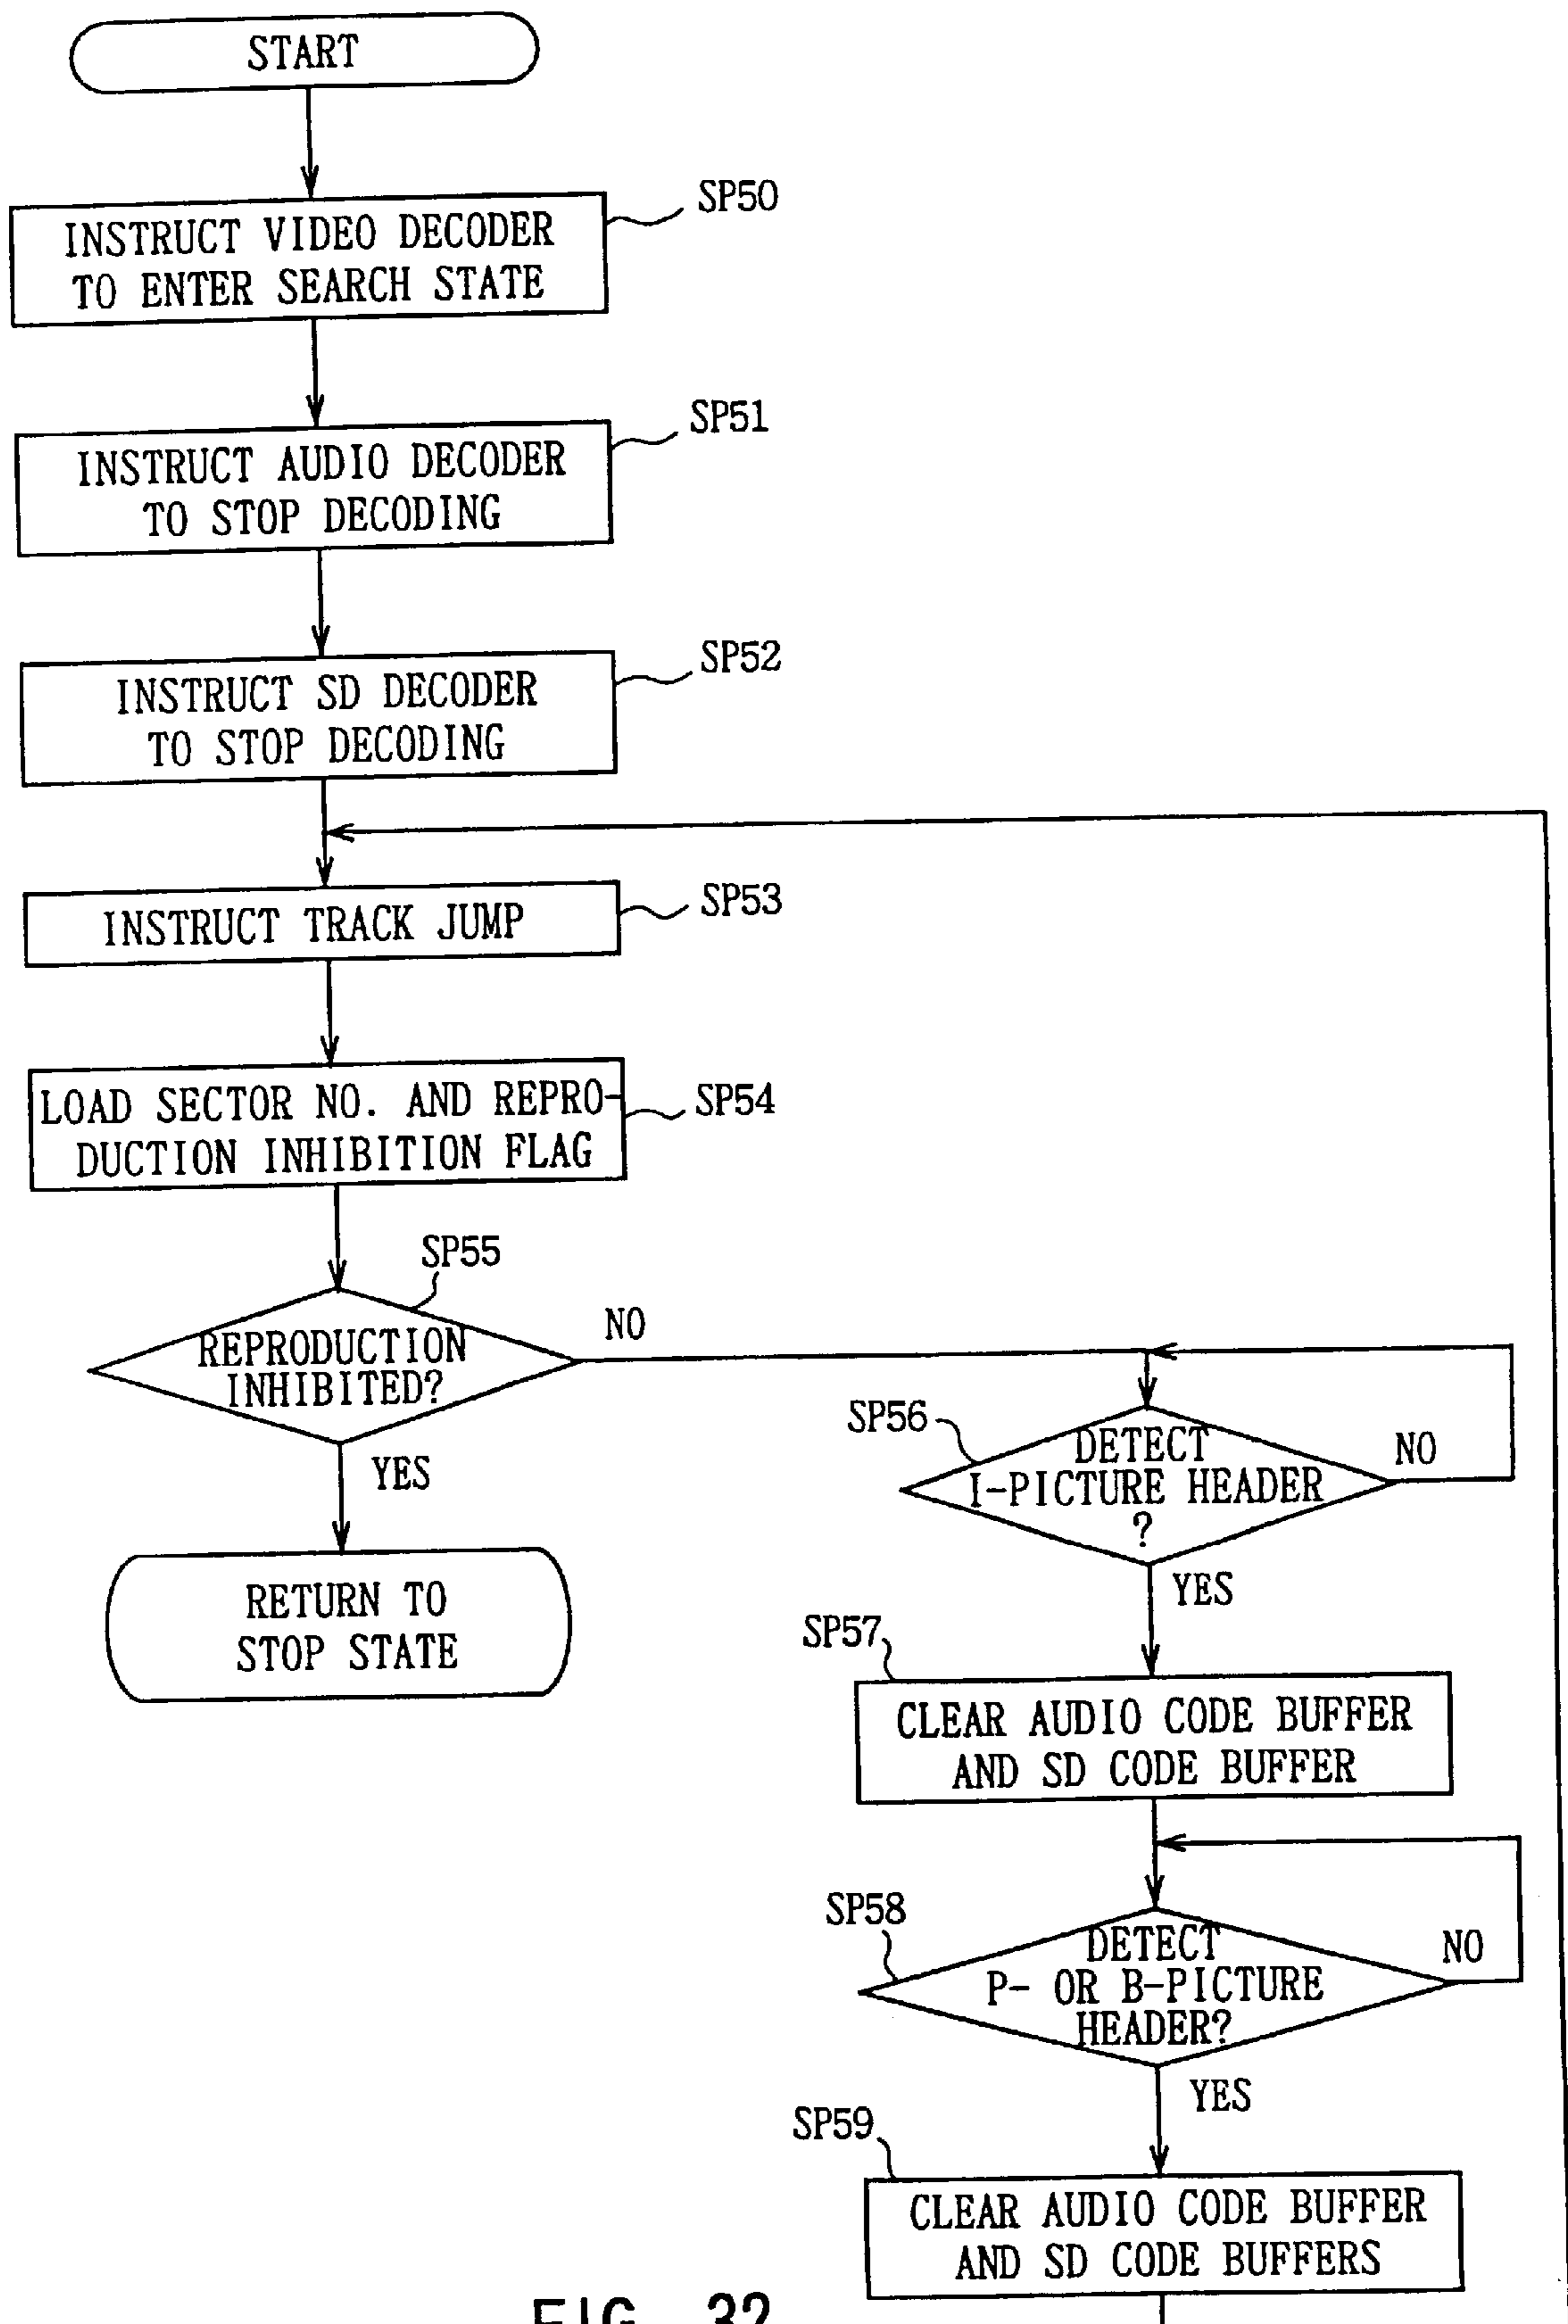 START
SP50
INSTRUCT VIDEO DECODER
TO ENTER SEARCH STATE
SP51
INSTRUCT AUDIO DECODER
TO STOP DECODING
SP52
INSTRUCT SD DECODER
TO STOP DECODING
SP53
INSTRUCT TRACK JUMP
SP54
LOAD SECTOR NO. AND REPRO-
DUCTION INHIBITION FLAG
SP55
REPRODUCTION
INHIBITED?
NO
YES
RETURN TO
STOP STATE
SP56
DETECT
I-PICTURE HEADER
?
NO
YES
SP57
CLEAR AUDIO CODE BUFFER
AND SD CODE BUFFER
SP58
DETECT
P- OR B-PICTURE
HEADER?
NO
YES
SP59
CLEAR AUDIO CODE BUFFER
AND SD CODE BUFFERS
FIG. 32